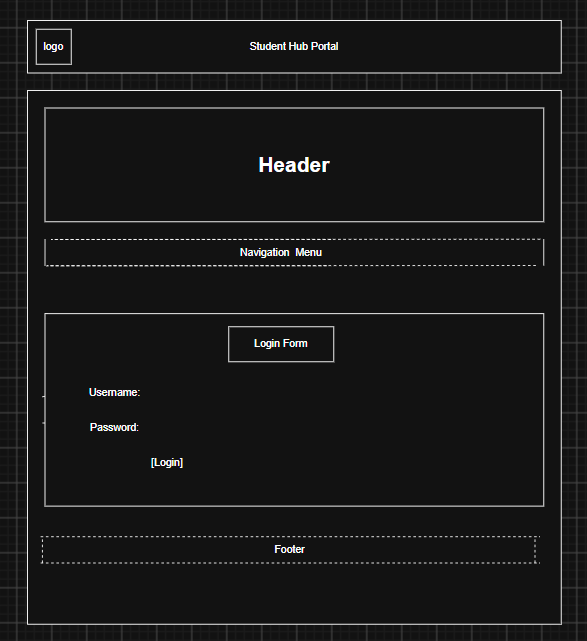 logo
Student Hub Portal
Header
Navigation Menu
Login Form
Username:
Password:
[Login]
Footer